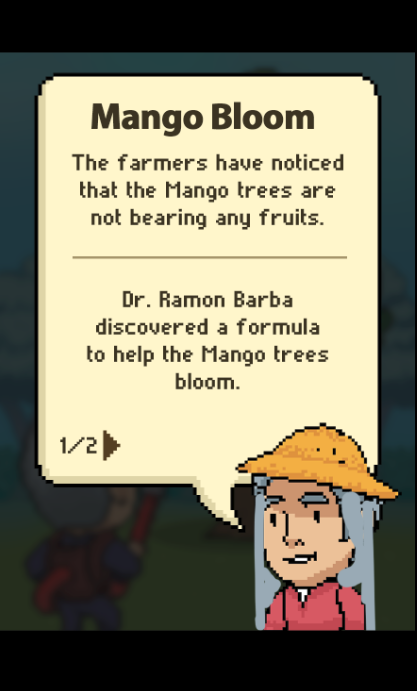 Mango Bloom
The farmers have noticed
that the Mango trees are
not bearing any fruits.
Dr. Ramon Barba
discovered a formula
to help the Mango trees
bloom.
1/2